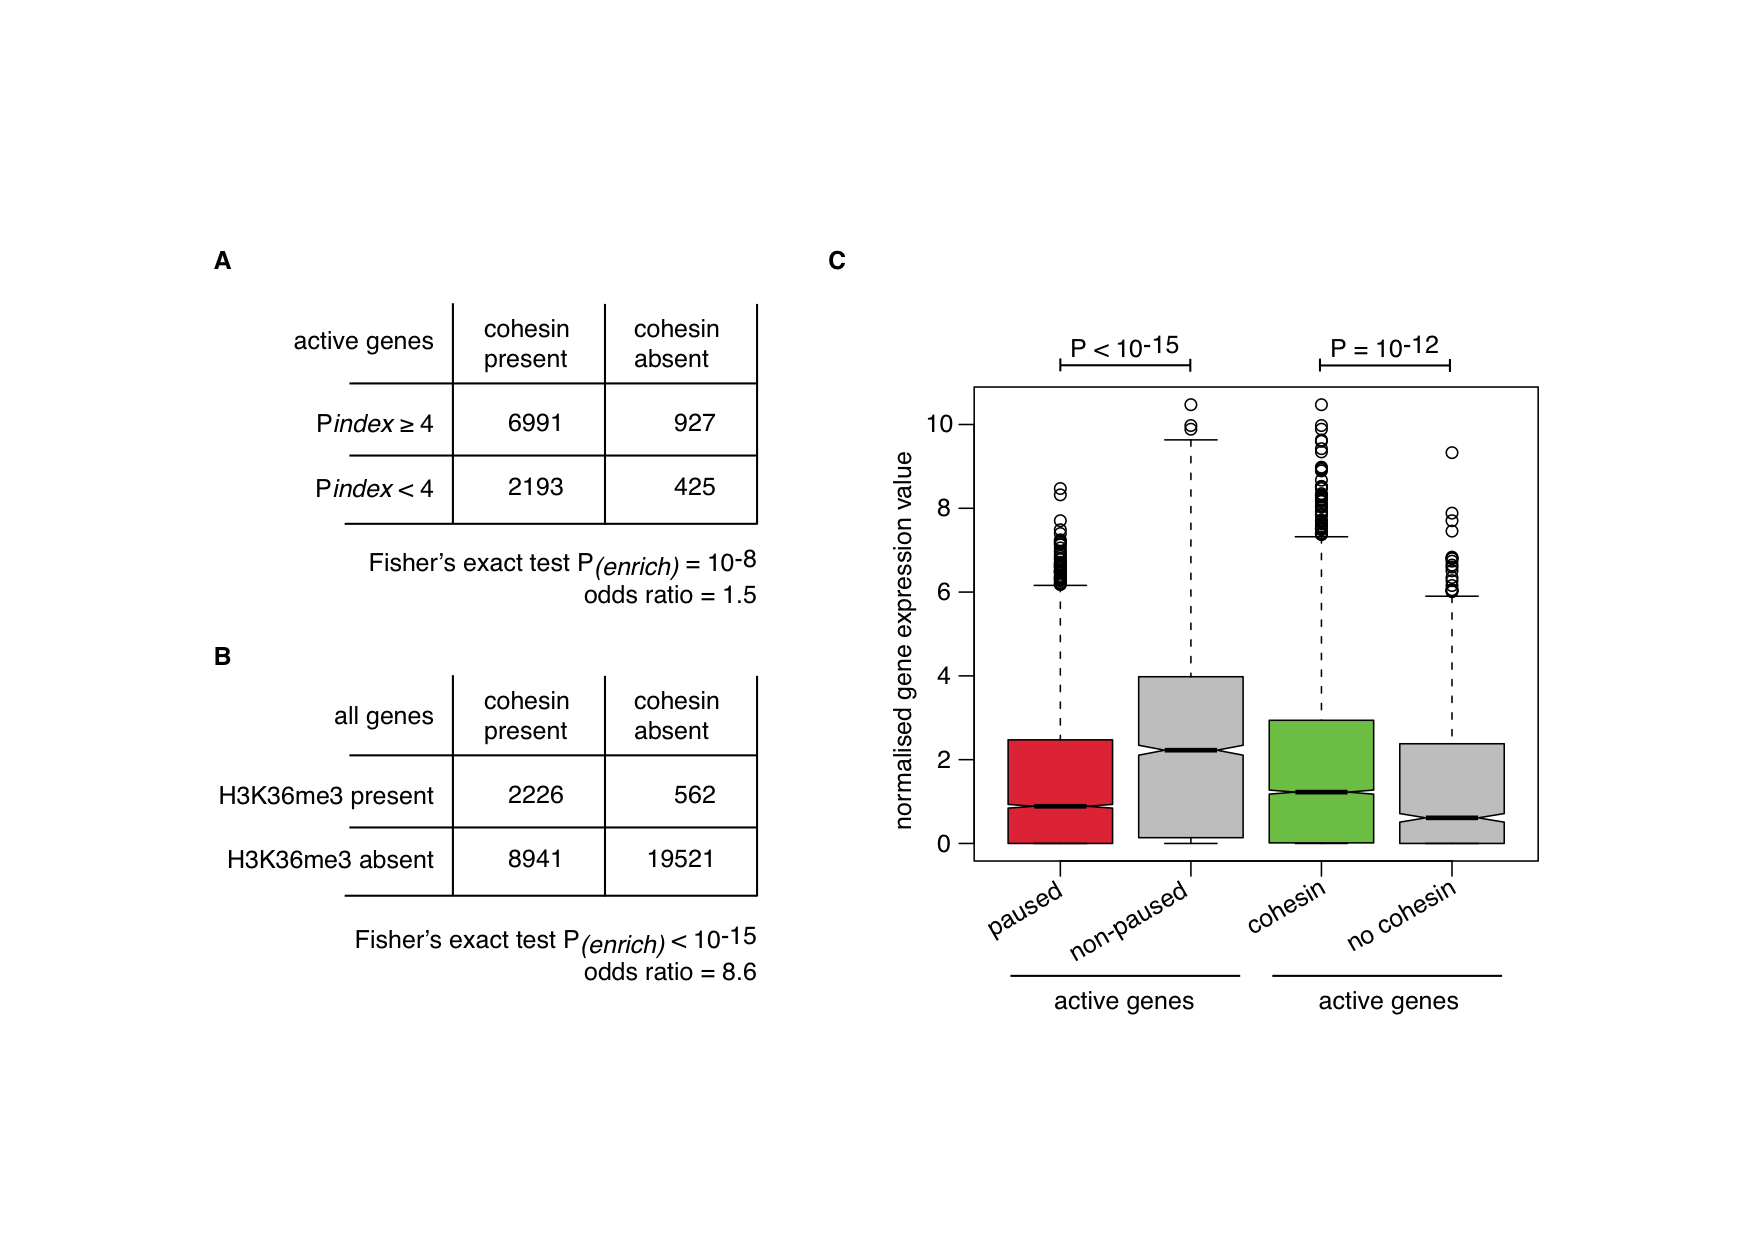 A
active genes
cohesin present
cohesin absent
Pindex ≥ 4
6991
927
Pindex < 4
2193
425
Fisher’s exact test P(enrich) = 10-8
odds ratio = 1.5
B
all genes
cohesin present
cohesin absent
H3K36me3 present
2226
562
H3K36me3 absent
8941
19521
Fisher’s exact test P(enrich) < 10-15
odds ratio = 8.6
C
P < 10-15
P = 10-12
normalised gene expression value
10
8
6
4
2
0
paused
non-paused
cohesin
no cohesin
active genes
active genes